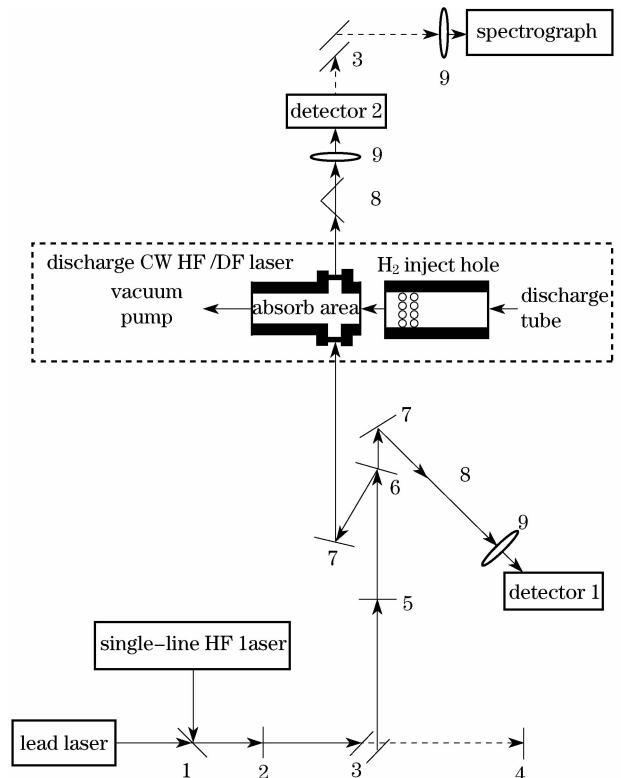 spectrograph
3
9
detector 2
9
8
discharge CW HF /DF laser
H2 inject hole
vacuum
pump
absorb area
discharge
tube
7
8
6
9
7
detector 1
5
single−line HF 1aser
lead laser
1
2
3
4